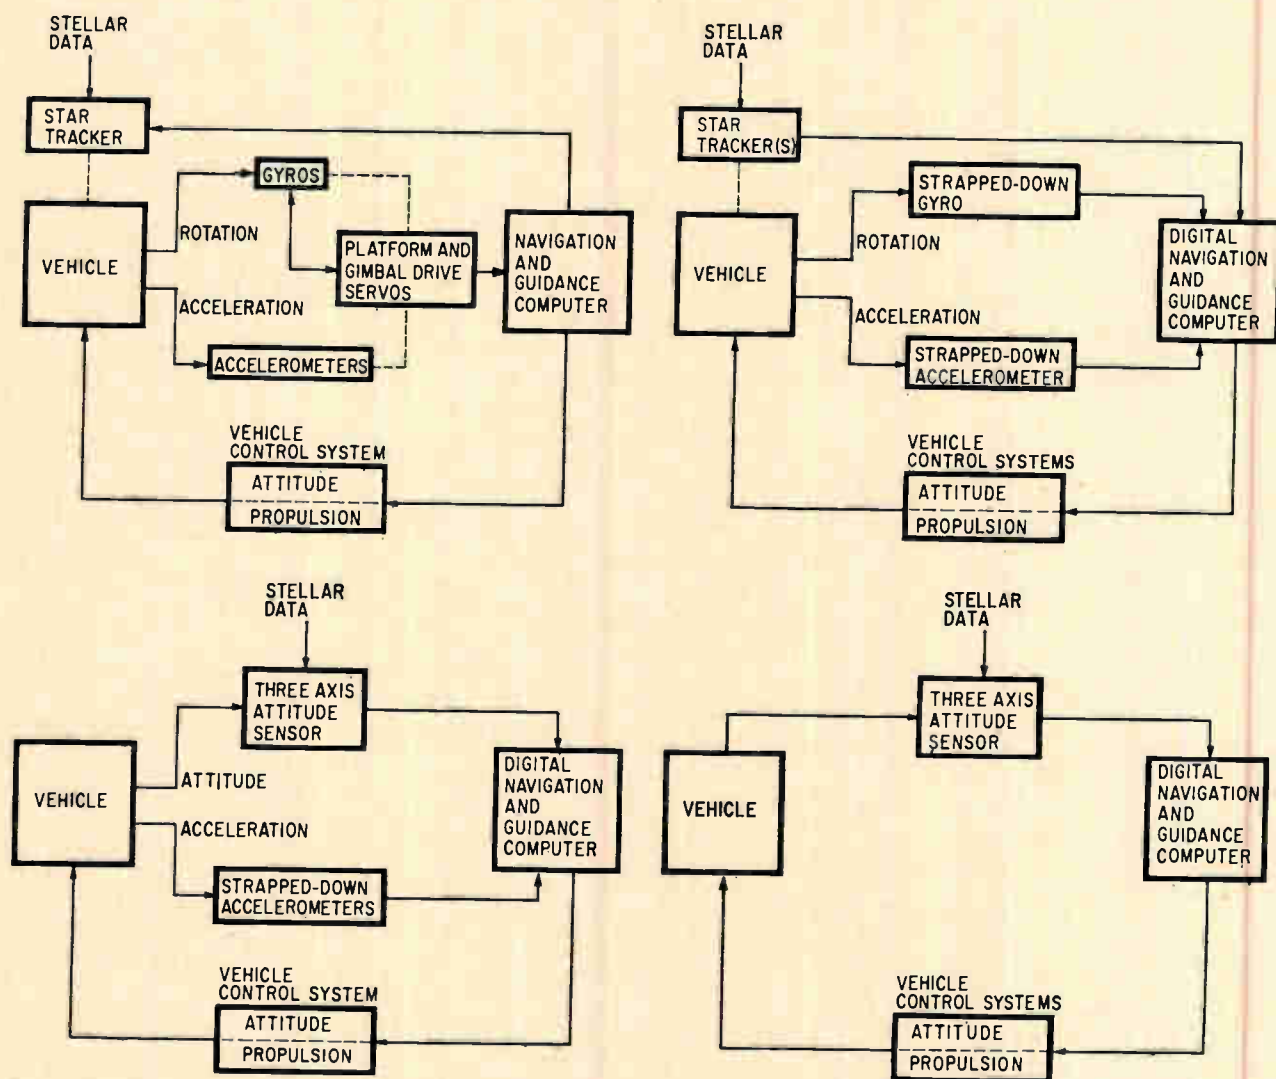 STELLAR
DATA
STAR
TRACKER
GYROS
ROTATION
VEHICLE
PLATFORM AND
GIMBAL DRIVE
SERVOS
NAVIGATION
AND
GUIDANCE
COMPUTER
ACCELERATION
ACCELEROMETERS
VEHICLE
CONTROL SYSTEM
ATTITUDE
PROPULSION
STELLAR
DATA
STAR
TRACKER(S)
STRAPPED-DOWN
GYRO
ROTATION
VEHICLE
DIGITAL
NAVIGATION
AND
GUIDANCE
COMPUTER
ACCELERATION
STRAPPED-DOWN
ACCELEROMETER
VEHICLE
CONTROL SYSTEMS
ATTITUDE
PROPULSION
STELLAR
DATA
THREE AXIS
ATTITUDE
SENSOR
VEHICLE
ATTITUDE
DIGITAL
NAVIGATION
AND
GUIDANCE
COMPUTER
ACCELERATION
STRAPPED-DOWN
ACCELEROMETERS
VEHICLE
CONTROL SYSTEM
ATTITUDE
PROPULSION
STELLAR
DATA
THREE AXIS
ATTITUDE
SENSOR
VEHICLE
DIGITAL
NAVIGATION
AND
GUIDANCE
COMPUTER
VEHICLE
CONTROL SYSTEMS
ATTITUDE
PROPULSION